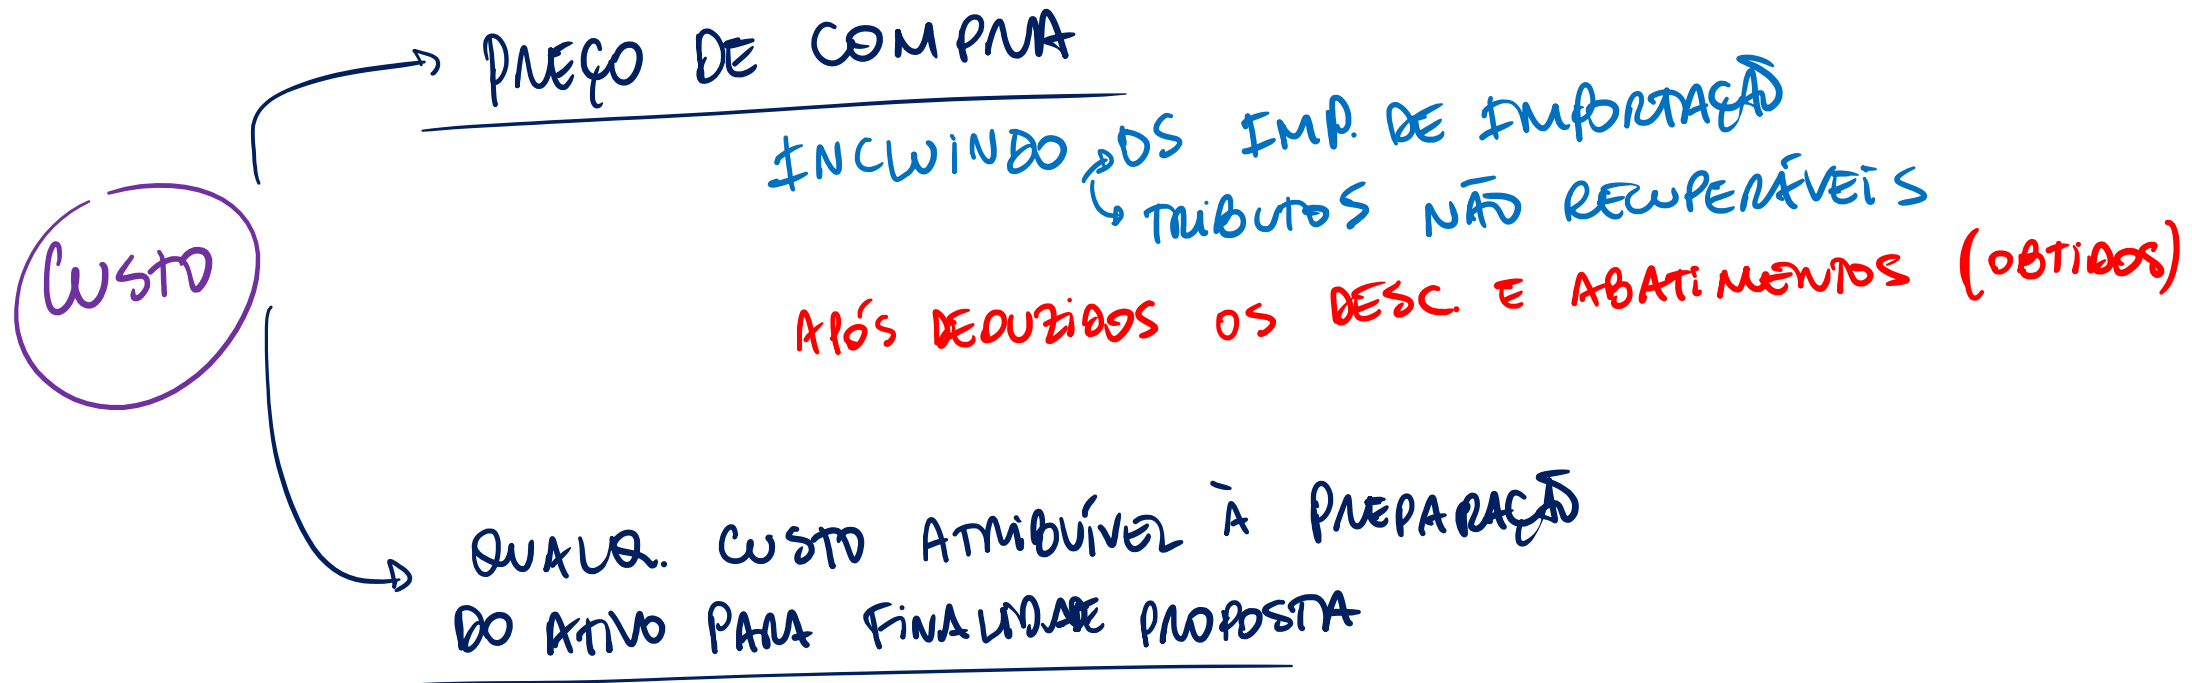 PREÇO DE COMPRA
INCLUINDO OS IMP. DE IMPORTAÇÃO
TRIBUTOS NÃO RECUPERÁVEIS
CUSTO
APÓS DEDUZIDOS OS DESC. E ABATIMENTOS (OBTIDOS)
QUALQ. CUSTO ATRIBUÍVEL À PREPARAÇÃO
DO ATIVO PARA FINALIDADE PROPOSTA